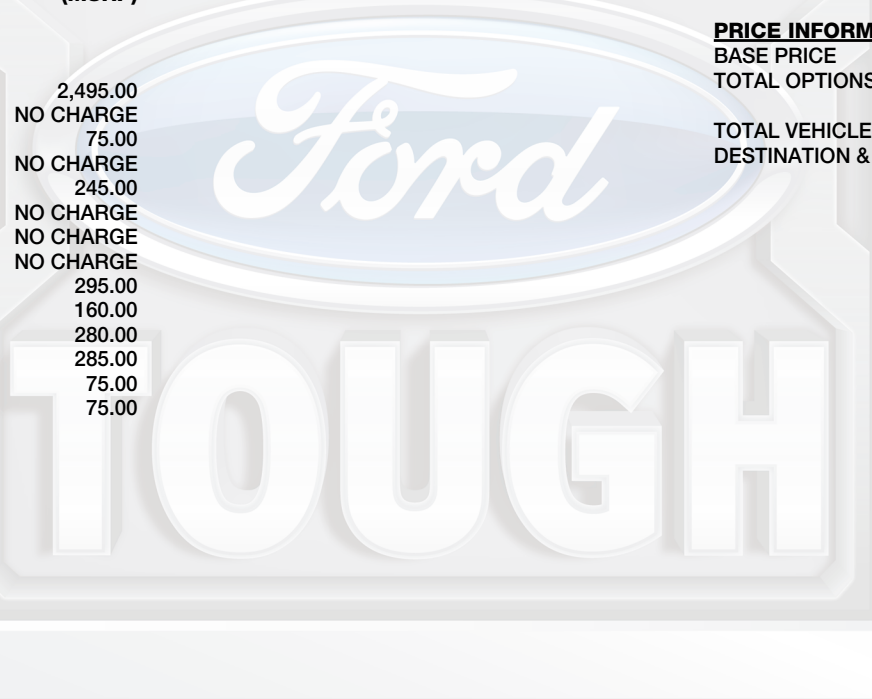 (MSRP)
2,495.00
NO CHARGE
75.00
NO CHARGE
245.00
NO CHARGE
NO CHARGE
NO CHARGE
295.00
160.00
280.00
285.00
75.00
75.00
PRICE INFORM
BASE PRICE
TOTAL OPTIONS
TOTAL VEHICLE
DESTINATION &
Ford
TOUGH